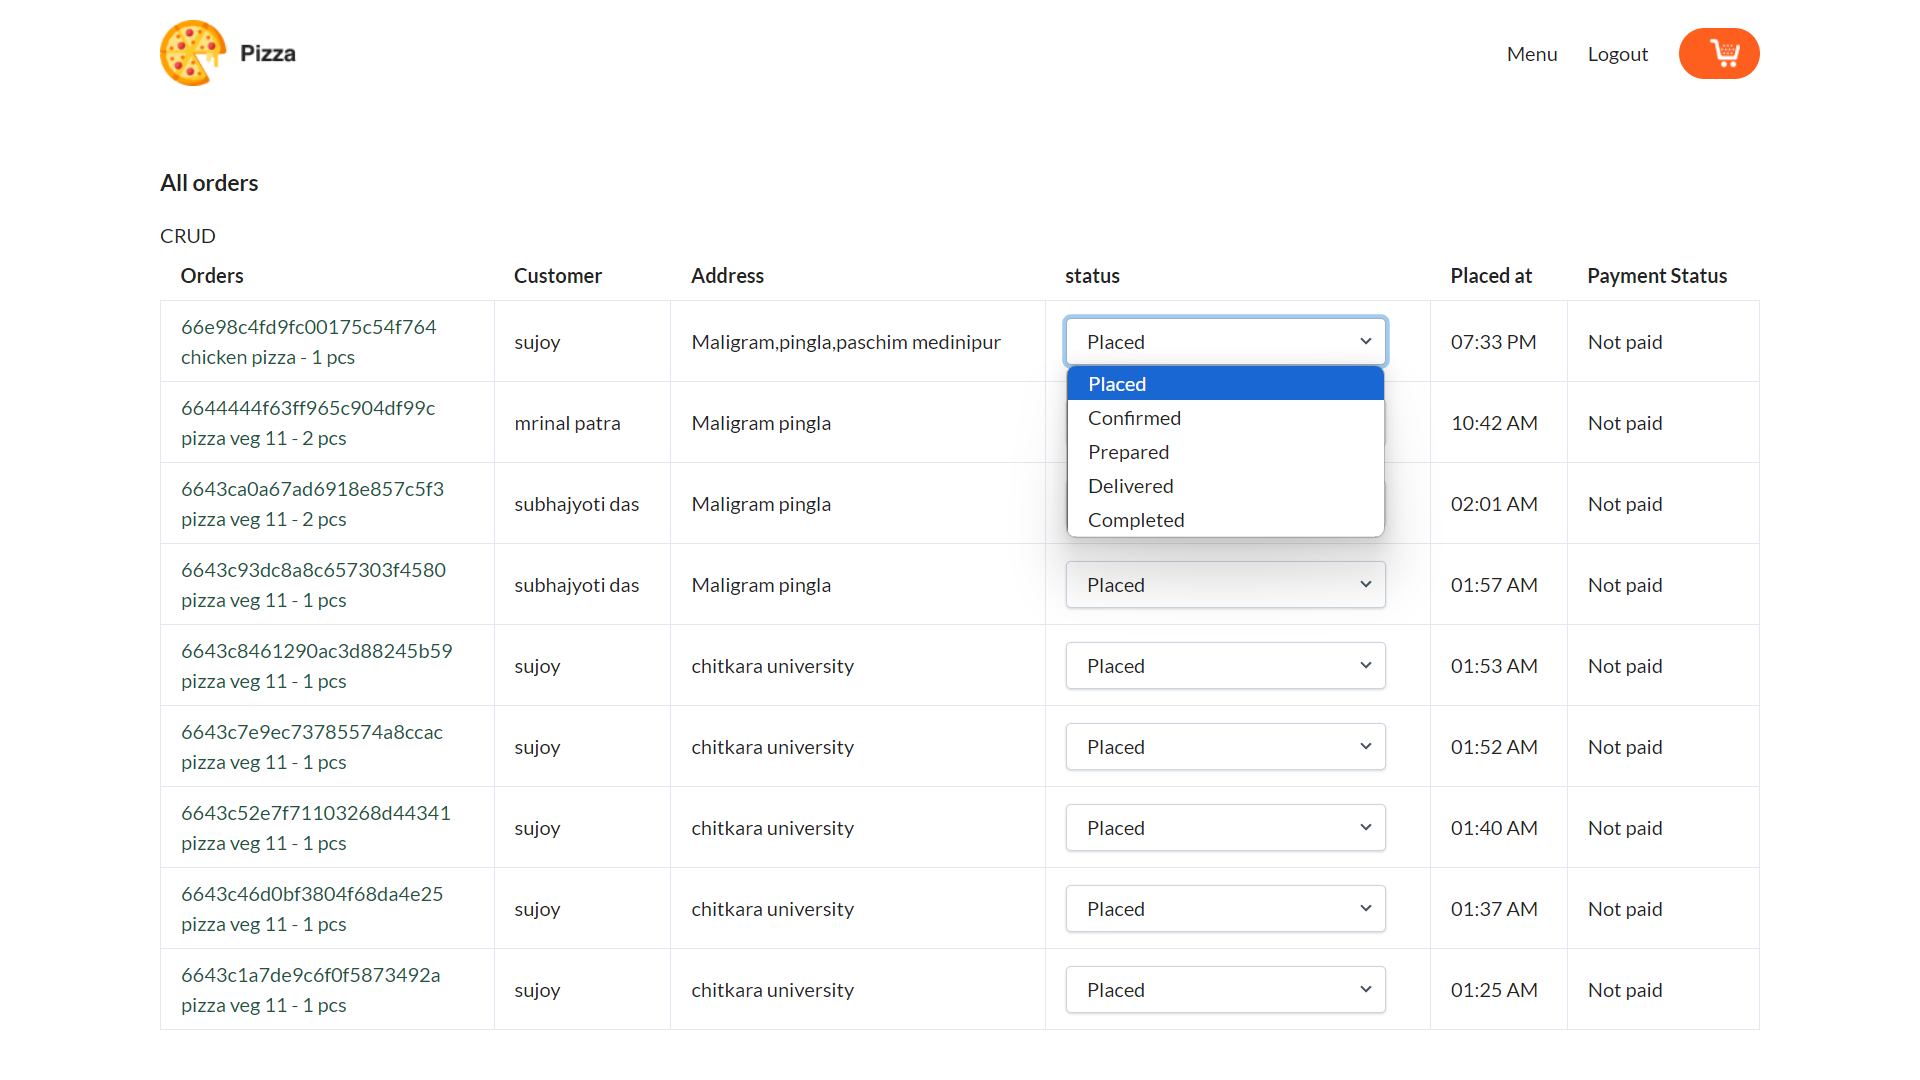 Pizza
Menu Logout
All orders
CRUD
Orders Customer Address status Placed at Payment Status
66e98c4fd9fc00175c54f764
chicken pizza - 1 pcs
sujoy Maligram,pingla,paschim medinipur Placed 07:33 PM Not paid
Placed
Confirmed
Prepared
Delivered
Completed
6644444f63ff965c904df99c
pizza veg 11 - 2 pcs
mrinal patra Maligram pingla 10:42 AM Not paid
6643ca0a67ad6918e857c5f3
pizza veg 11 - 2 pcs
subhajyoti das Maligram pingla 02:01 AM Not paid
6643c93dc8a8c657303f4580
pizza veg 11 - 1 pcs
subhajyoti das Maligram pingla Placed 01:57 AM Not paid
6643c8461290ac3d88245b59
pizza veg 11 - 1 pcs
sujoy chitkara university Placed 01:53 AM Not paid
6643c7e9ec73785574a8ccac
pizza veg 11 - 1 pcs
sujoy chitkara university Placed 01:52 AM Not paid
6643c52e7f71103268d44341
pizza veg 11 - 1 pcs
sujoy chitkara university Placed 01:40 AM Not paid
6643c46d0bf3804f68da4e25
pizza veg 11 - 1 pcs
sujoy chitkara university Placed 01:37 AM Not paid
6643c1a7de9c6f0f5873492a
pizza veg 11 - 1 pcs
sujoy chitkara university Placed 01:25 AM Not paid